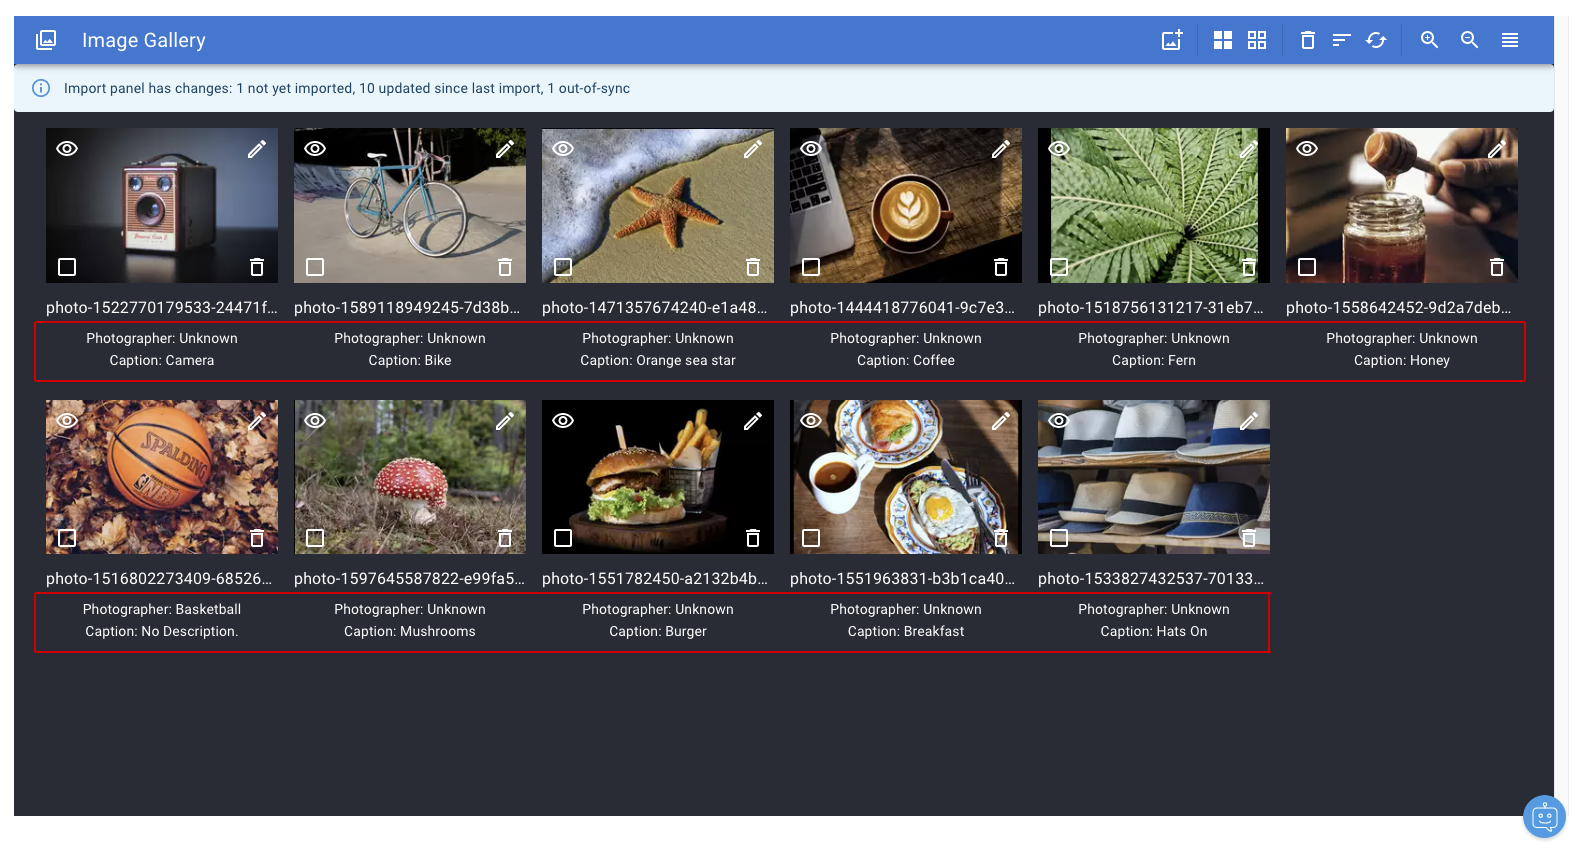 Image Gallery
Import panel has changes: 1 not yet imported, 10 updated since last import, 1 out-of-sync
photo-1522770179533-24471f...
photo-1589118949245-7d38b...
photo-1471357674240-e1a48...
photo-1444418776041-9c7e3...
photo-1518756131217-31eb7...
photo-1558642452-9d2a7deb...
Photographer: Unknown
Caption: Camera
Photographer: Unknown
Caption: Bike
Photographer: Unknown
Caption: Orange sea star
Photographer: Unknown
Caption: Coffee
Photographer: Unknown
Caption: Fern
Photographer: Unknown
Caption: Honey
SPALDING
NBA
photo-1516802273409-68526...
photo-1597645587822-e99fa5...
photo-1551782450-a2132b4b...
photo-1551963831-b3b1ca40...
photo-1533827432537-70133...
Photographer: Basketball
Caption: No Description.
Photographer: Unknown
Caption: Mushrooms
Photographer: Unknown
Caption: Burger
Photographer: Unknown
Caption: Breakfast
Photographer: Unknown
Caption: Hats On